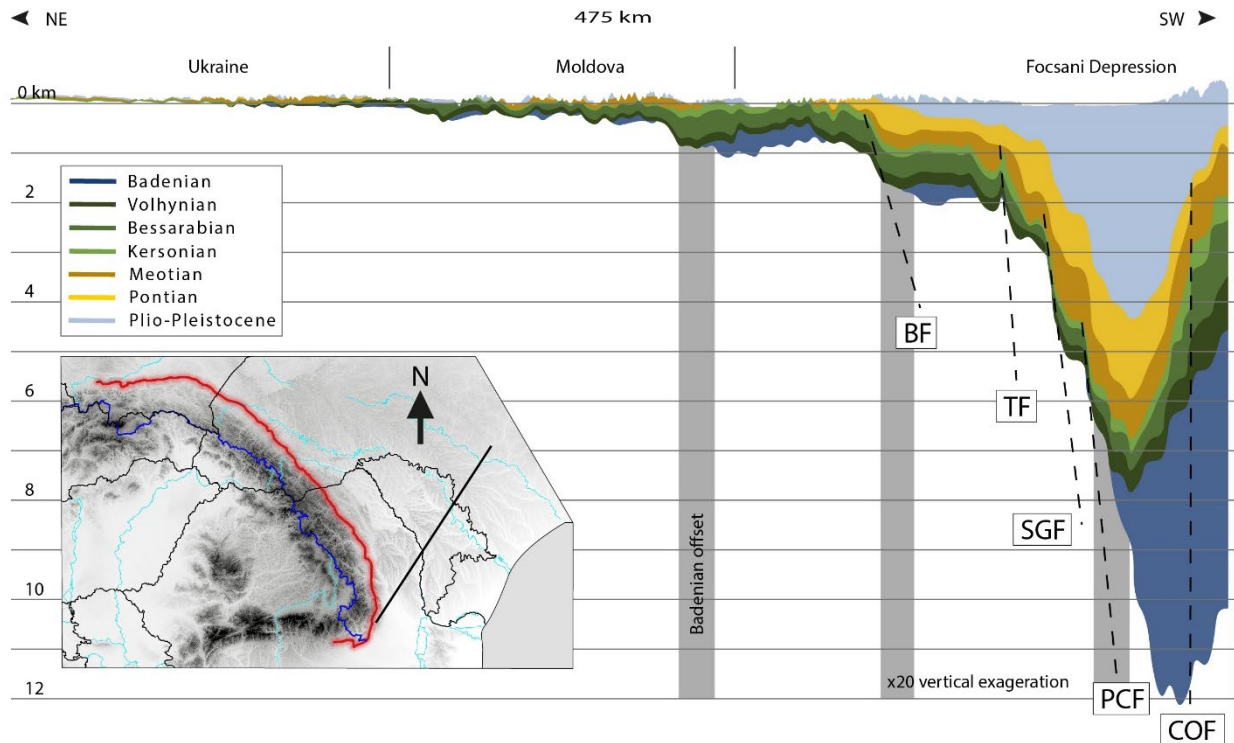 NE
475 km
SW
Ukraine
Moldova
Focsani Depression
0 km
2
4
6
8
10
12
Badenian
Volhynian
Bessarabian
Kersonian
Meotian
Pontian
Plio-Pleistocene
N
BF
TF
SGF
PCF
COF
Badenian offset
x20 vertical exageration